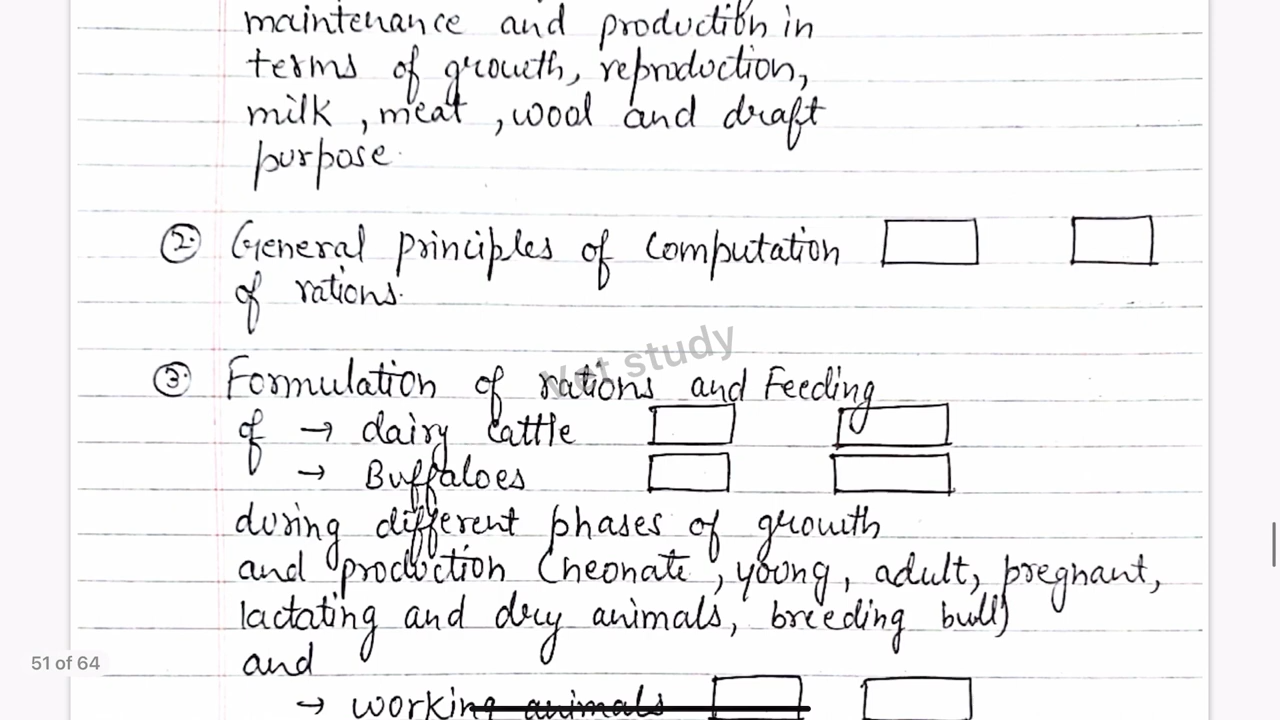 maintenance and production in
terms of growth, reproduction,
milk, meat, wool and draft
purpose.
② General principles of computation
of rations.
Vet study
③ Formulation of rations and Feeding
of → dairy cattle
→ Buffaloes
during different phases of growth
and production (neonate, young, adult, pregnant,
lactating and dry animals, breeding bull)
and
51 of 64
→ working animals